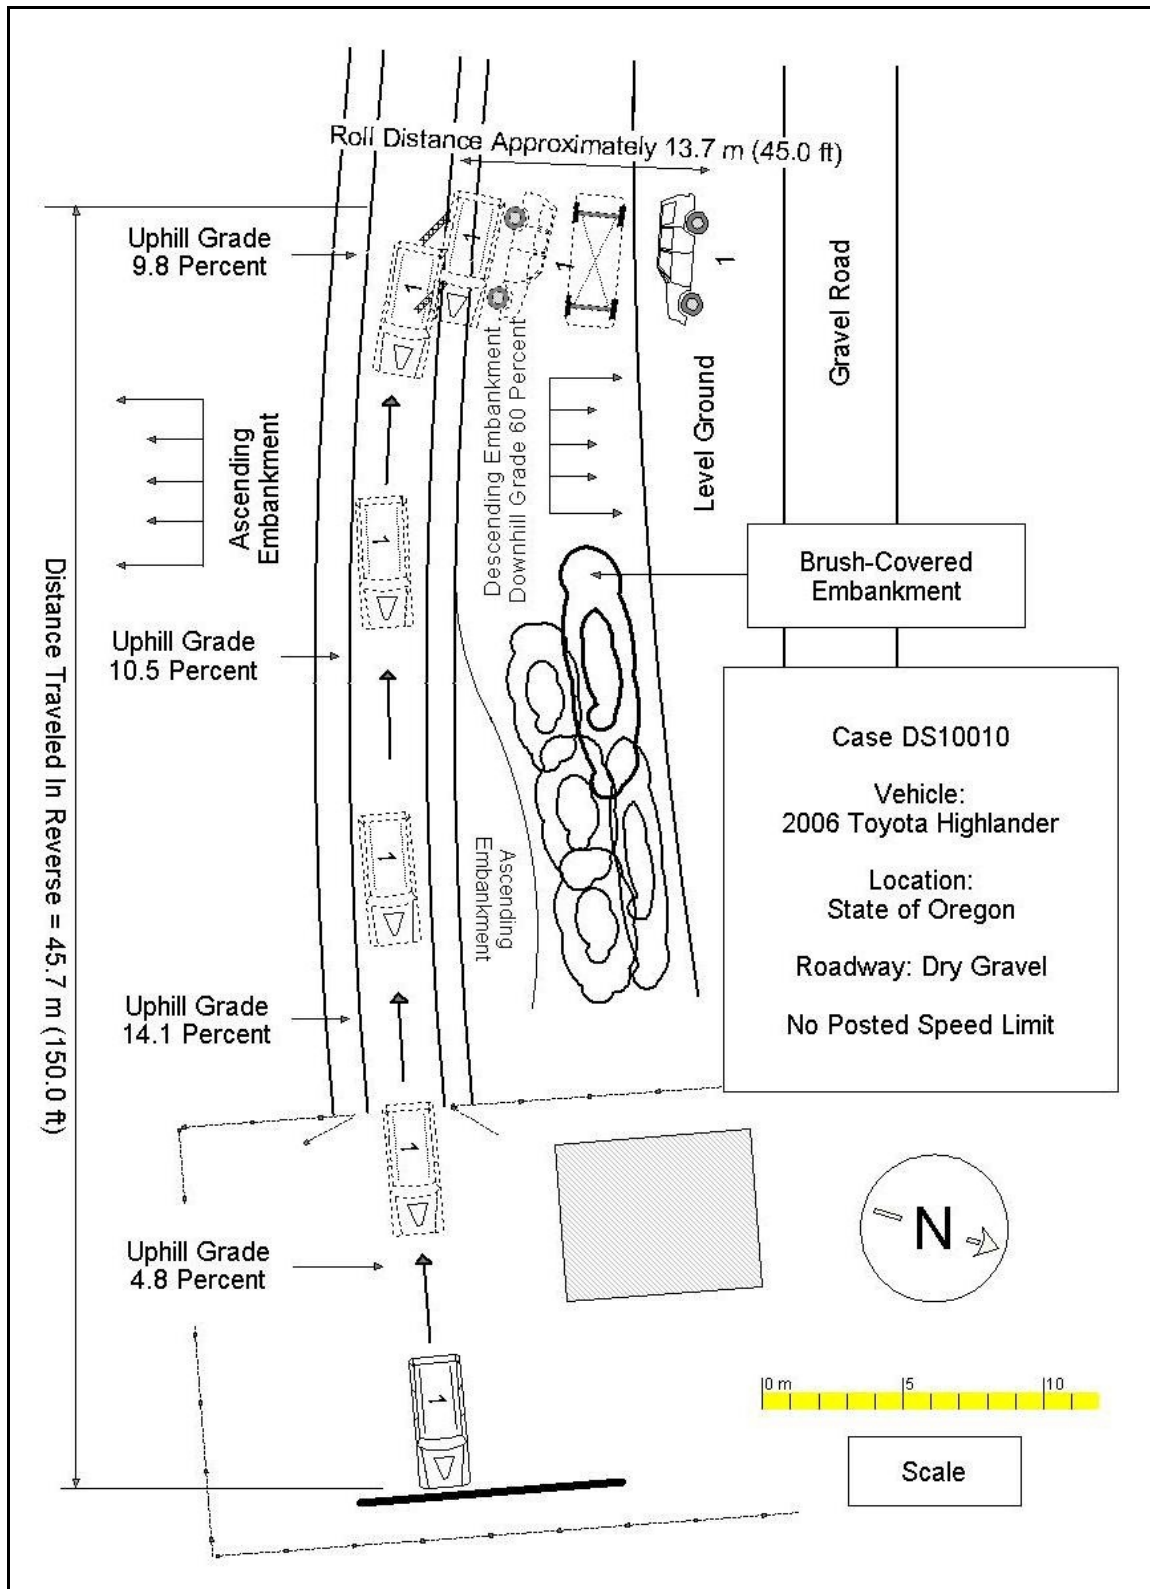 Roll Distance Approximately 13.7 m (45.0 ft)
Uphill Grade
9.8 Percent
1
1
1
1
Descending Embankment
Downhill Grade 60 Percent
Level Ground
Gravel Road
Ascending
Embankment
1
Brush-Covered
Embankment
Distance Traveled In Reverse = 45.7 m (150.0 ft)
Uphill Grade
10.5 Percent
Case DS10010
Vehicle:
2006 Toyota Highlander
Location:
State of Oregon
Roadway: Dry Gravel
No Posted Speed Limit
1
Ascending
Embankment
Uphill Grade
14.1 Percent
1
N
Uphill Grade
4.8 Percent
1
0 m 5 10
Scale